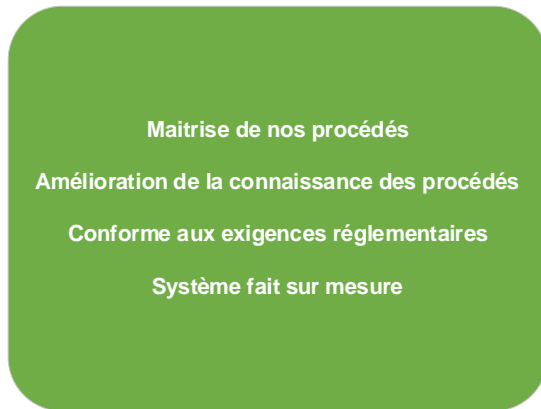 Maitrise de nos procédés
Amélioration de la connaissance des procédés
Conforme aux exigences réglementaires
Système fait sur mesure